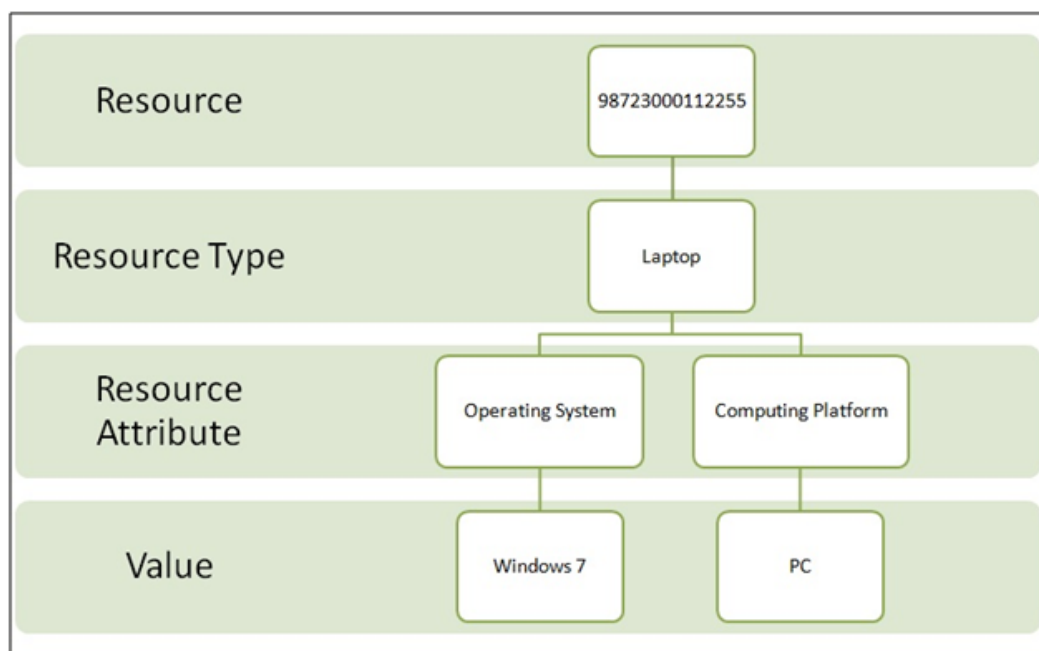 Resource
98723000112255
Resource Type
Laptop
Resource
Attribute
Operating System
Computing Platform
Value
Windows 7
PC